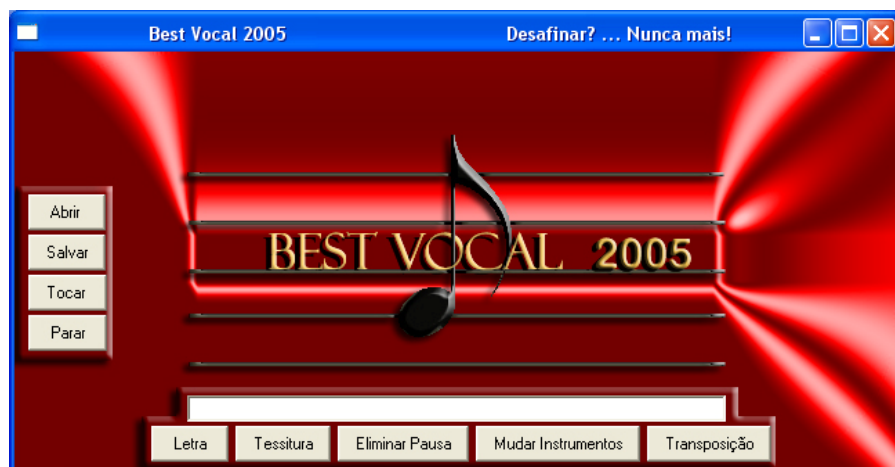 Best Vocal 2005 Desafinar? ... Nunca mais!
Abrir
Salvar
Tocar
Parar
BEST VOCAL 2005
Letra Tessitura Eliminar Pausa Mudar Instrumentos Transposição